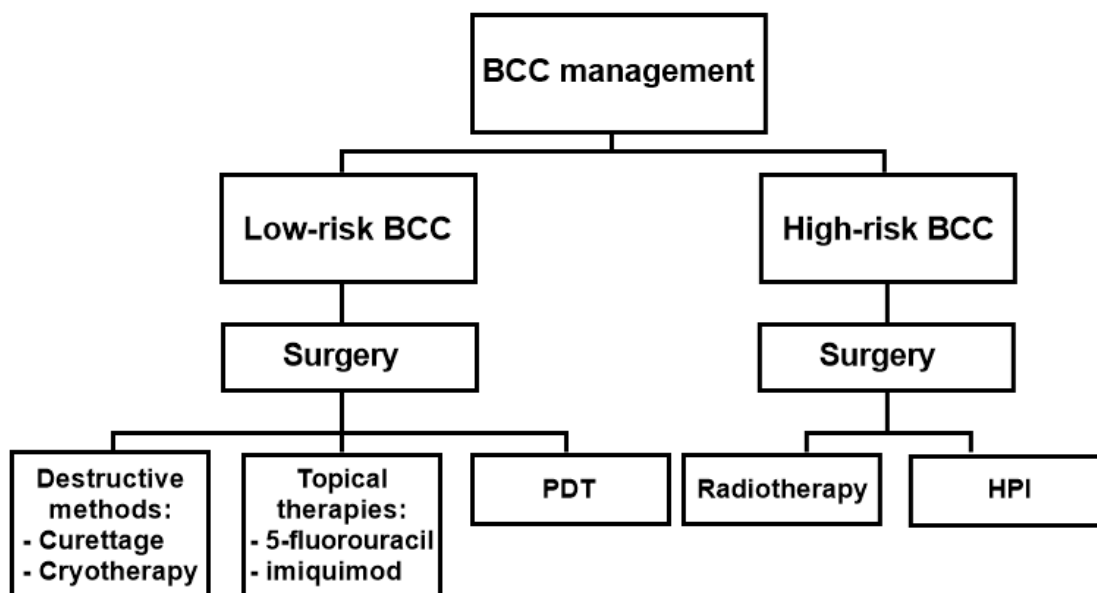 BCC management
Low-risk BCC
High-risk BCC
Surgery
Surgery
Destructive
methods:
- Curettage
- Cryotherapy
Topical
therapies:
- 5-fluorouracil
- imiquimod
PDT
Radiotherapy
HPI